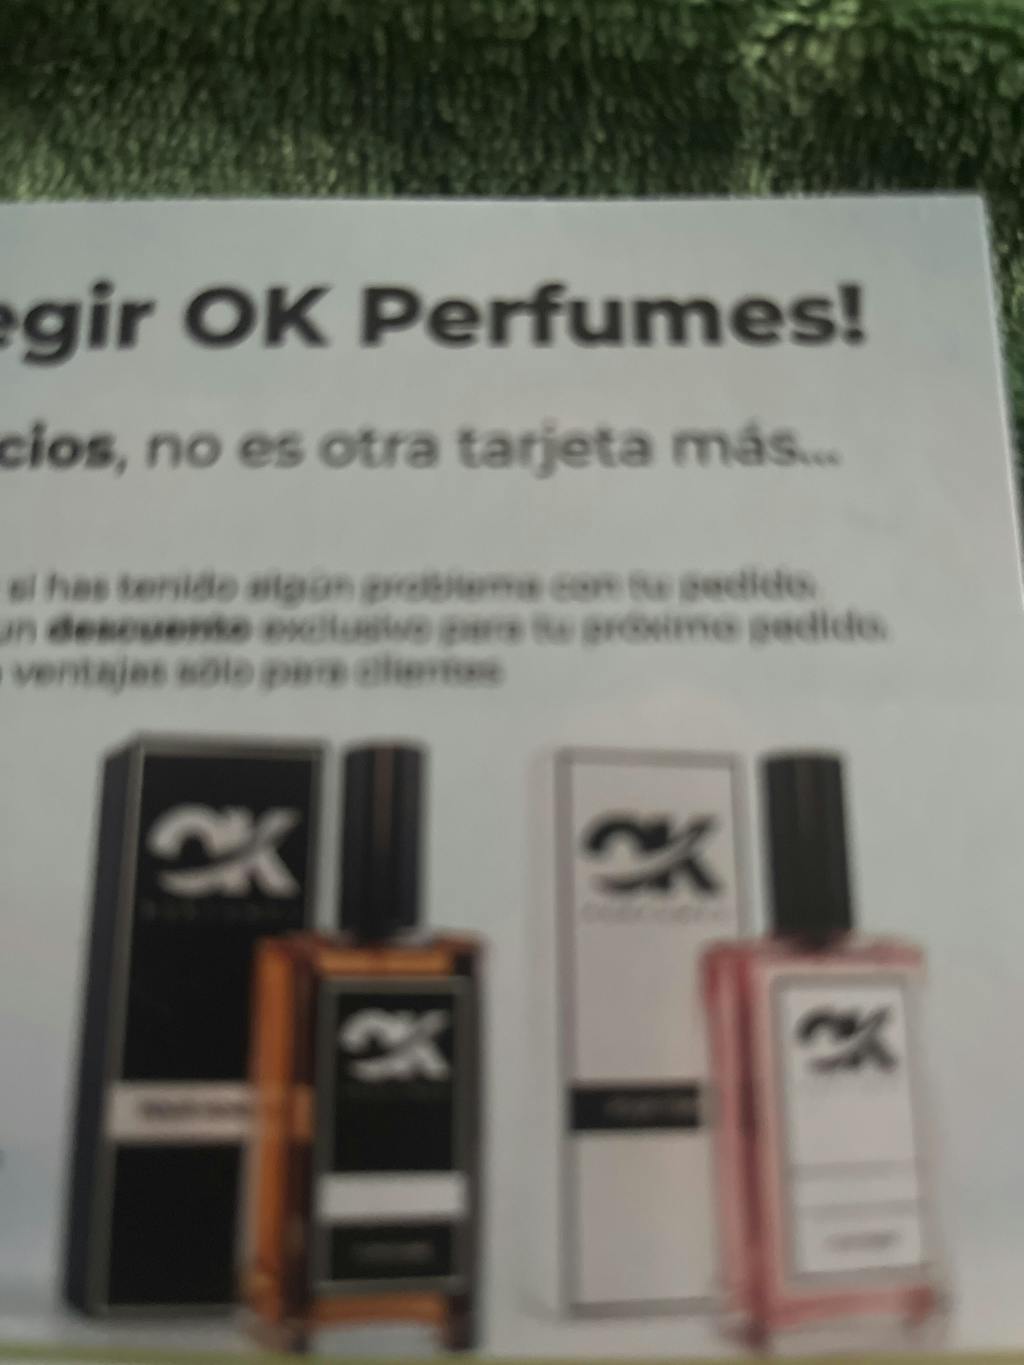 egir OK Perfumes!
cios, no es otra tarjeta más...
si has tenido algún problema con tu pedido.
un descuento exclusivo para tu próximo pedido.
ventajas sólo para clientes
OK
OK
OK
OK